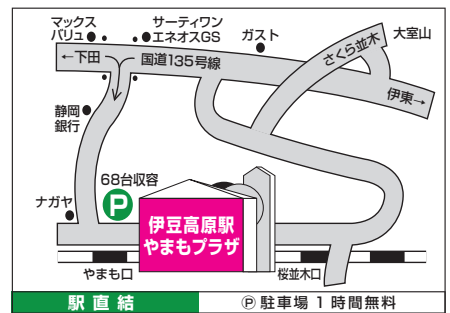 マックス
バリュ
サーティワン
エネオスGS
ガスト
さくら並木
大室山
←下田
国道135号線
伊東→
静岡
銀行
68台収容
P
ナガヤ
伊豆高原駅
やまもプラザ
やまも口
桜並木口
駅直結
Ⓟ駐車場1時間無料